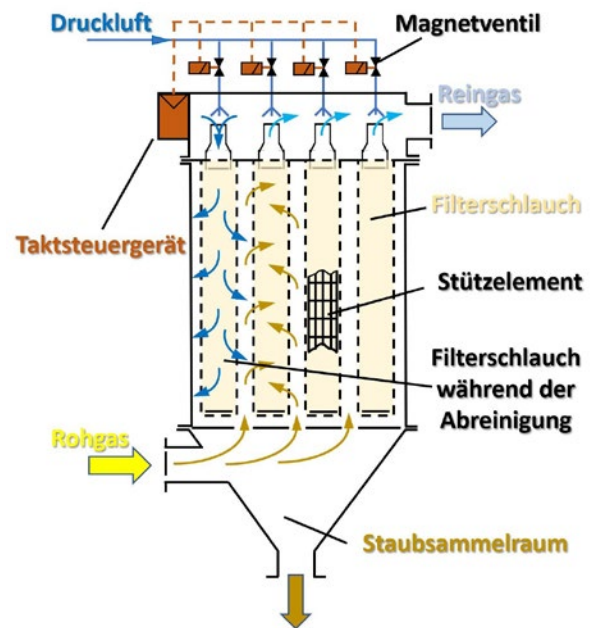 Druckluft
Magnetventil
Reingas
Filterschlauch
Taktsteuergerät
Stützelement
Filterschlauch
während der
Abreinigung
Rohgas
Staubsammelraum